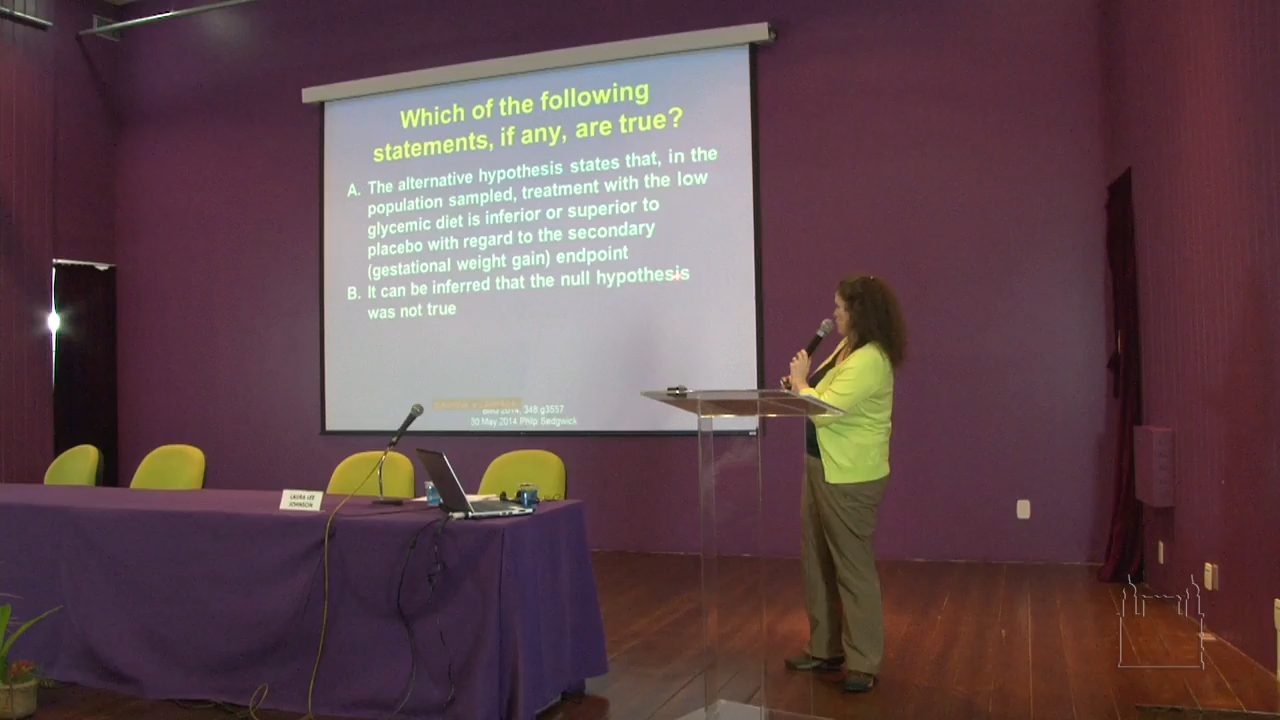 Which of the following
statements, if any, are true?
A. The alternative hypothesis states that, in the
population sampled, treatment with the low
glycemic diet is inferior or superior to
placebo with regard to the secondary
(gestational weight gain) endpoint
B. It can be inferred that the null hypothesis
was not true
BMJ 2014; 348 g3557
30 May 2014 Philp Sedgwick
LAURA LEE
JOHNSON